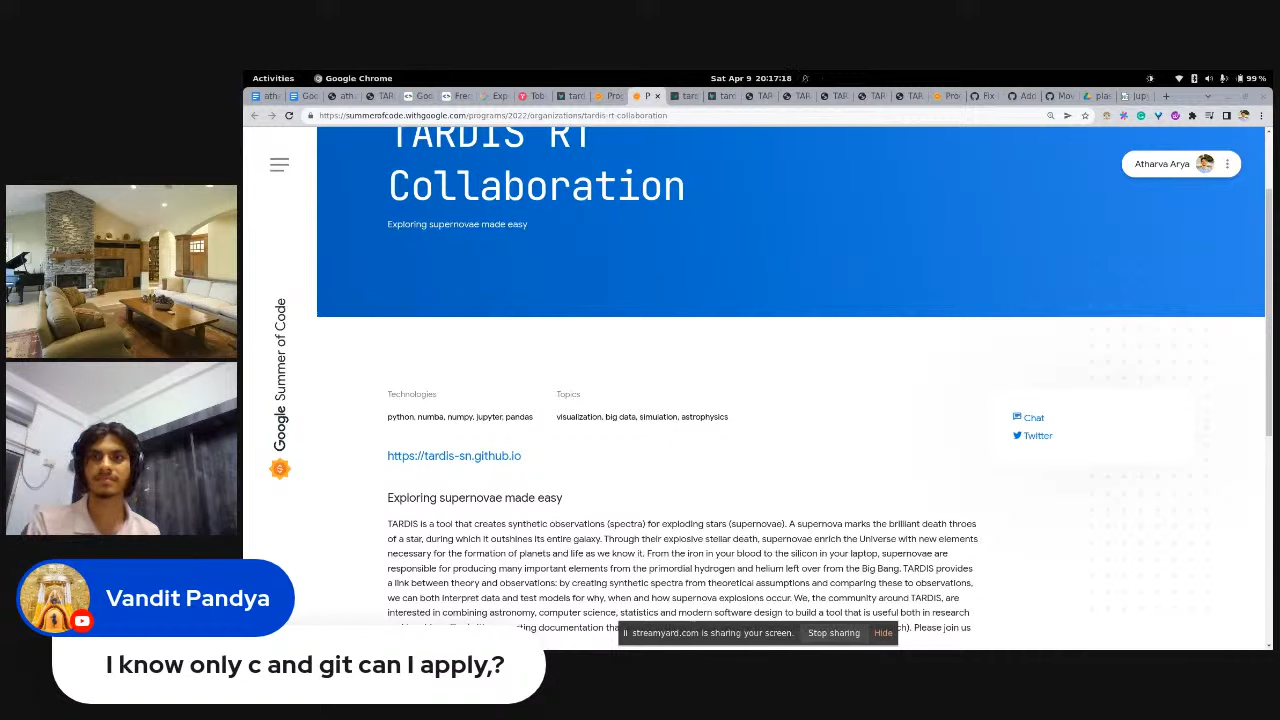 Activities
Google Chrome
Sat Apr 9 20:17:18
99 %
https://summerofcode.withgoogle.com/programs/2022/organizations/tardis-rt-collaboration
TARDIS RT
Collaboration
Exploring supernovae made easy
Atharva Arya
Google Summer of Code
Technologies
python, numba, numpy, jupyter, pandas
Topics
visualization, big data, simulation, astrophysics
Chat
Twitter
https://tardis-sn.github.io
Exploring supernovae made easy
TARDIS is a tool that creates synthetic observations (spectra) for exploding stars (supernovae). A supernova marks the brilliant death throes
of a star, during which it outshines its entire galaxy. Through their explosive stellar death, supernovae enrich the Universe with new elements
necessary for the formation of planets and life as we know it. From the iron in your blood to the silicon in your laptop, supernovae are
responsible for producing many important elements from the primordial hydrogen and helium left over from the Big Bang. TARDIS provides
a link between theory and observations: by creating synthetic spectra from theoretical assumptions and comparing these to observations,
we can both interpret data and test models for why, when and how supernova explosions occur. We, the community around TARDIS, are
interested in combining astronomy, computer science, statistics and modern software design to build a tool that is useful both in research
Please join us
streamyard.com is sharing your screen.
Stop sharing
Hide
Vandit Pandya
I know only c and git can I apply,?